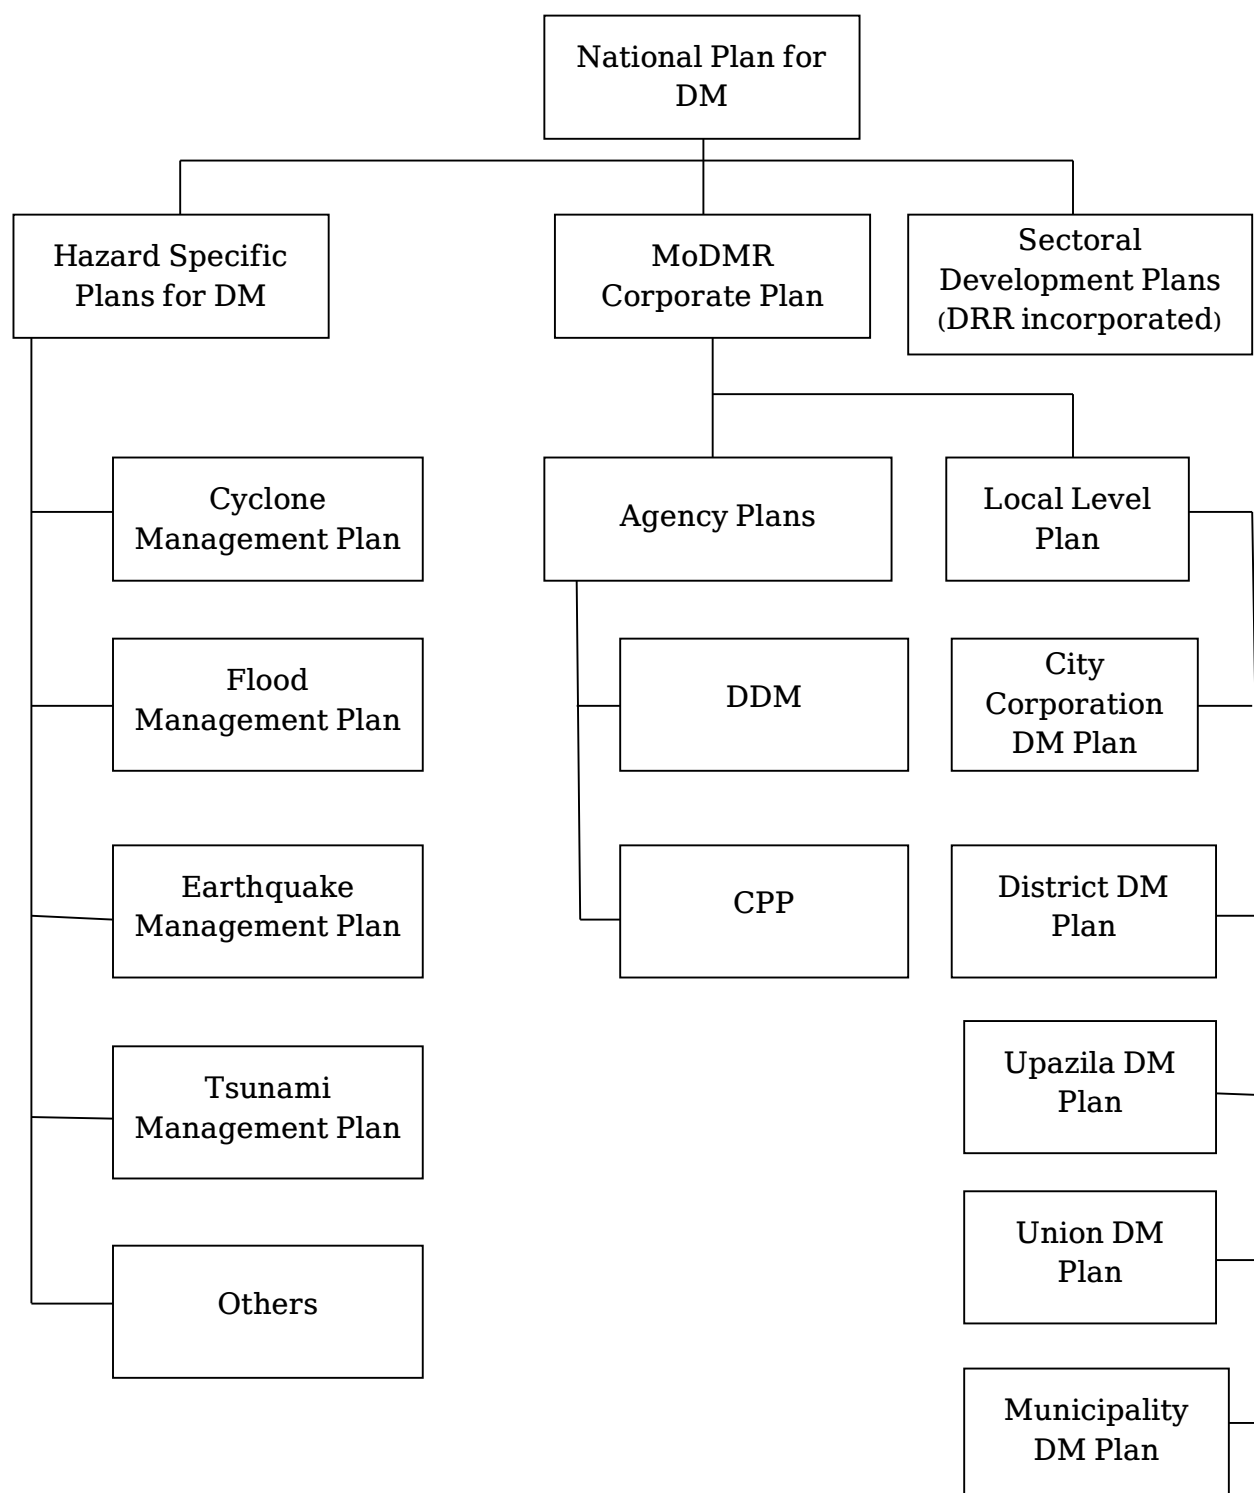 National Plan for
DM
Hazard Specific
Plans for DM
MoDMR
Corporate Plan
Sectoral
Development Plans
(DRR incorporated)
Cyclone
Management Plan
Agency Plans
Local Level
Plan
Flood
Management Plan
DDM
City
Corporation
DM Plan
Earthquake
Management Plan
CPP
District DM
Plan
Tsunami
Management Plan
Upazila DM
Plan
Others
Union DM
Plan
Municipality
DM Plan